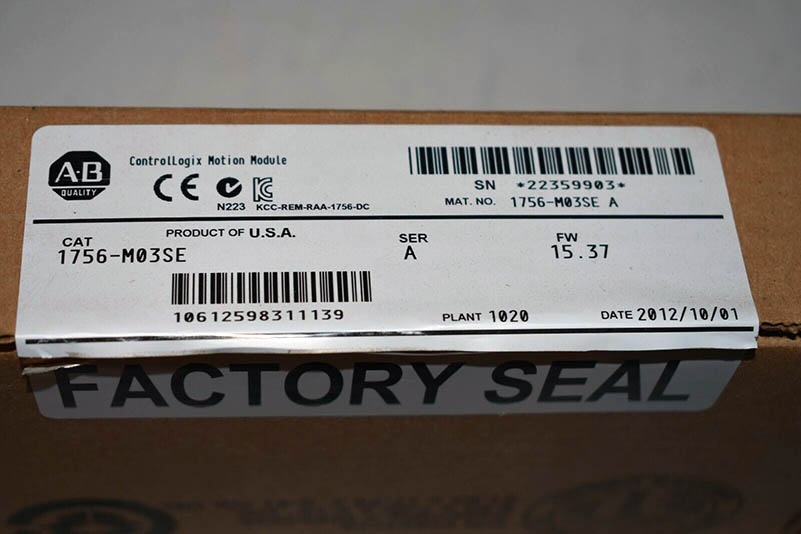 A-B
QUALITY
ControlLogix Motion Module
CE
N223 KCC-REM-RAA-1756-DC
SN *22359903*
MAT. NO. 1756-M03SE A
PRODUCT OF U.S.A.
CAT
1756-M03SE
SER
A
FW
15.37
10612598311139
PLANT 1020
DATE 2012/10/01
FACTORY SEAL